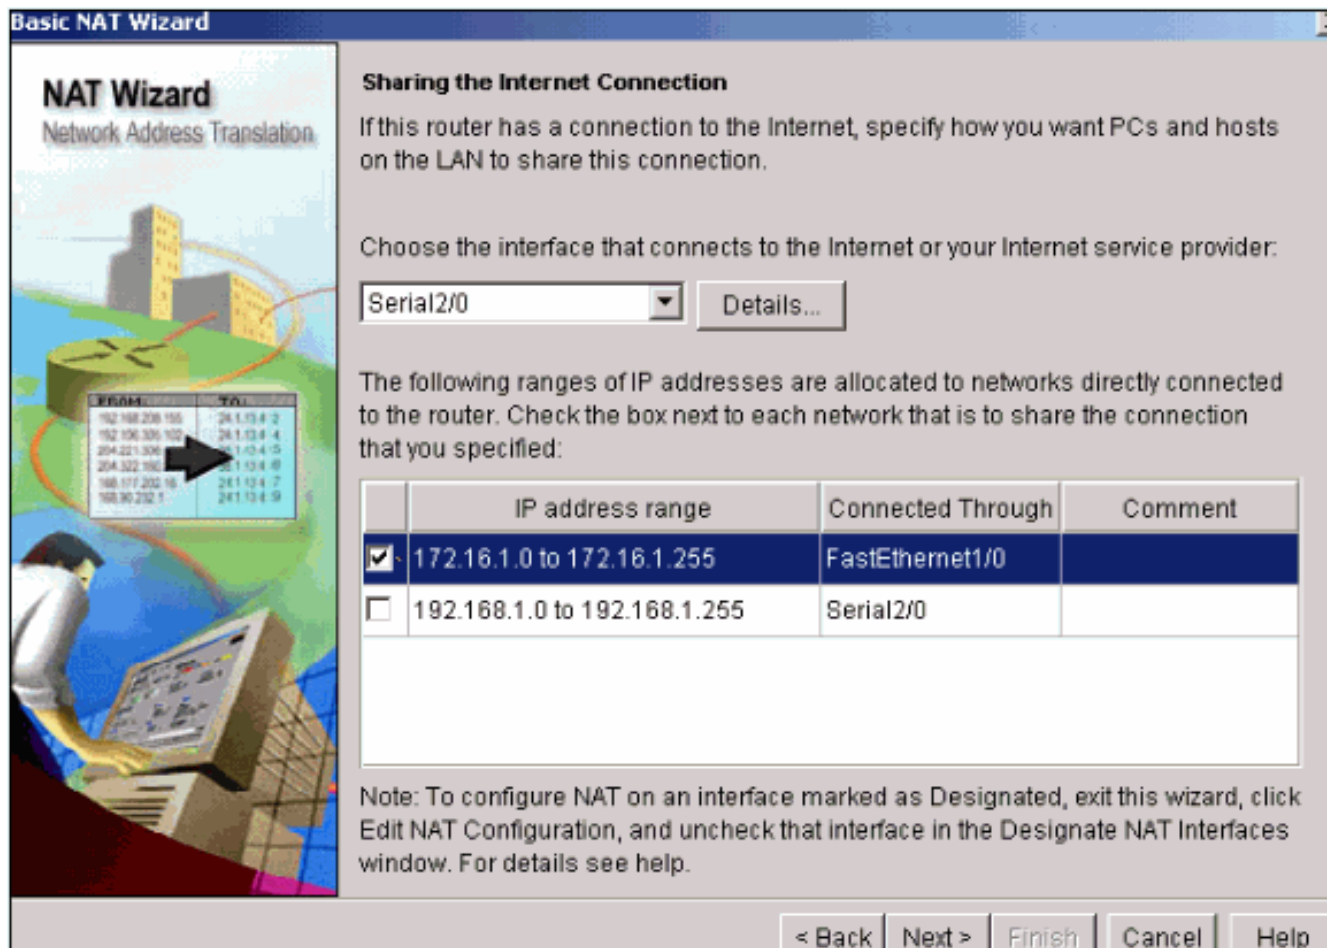 Basic NAT Wizard
NAT Wizard
Network Address Translation
Sharing the Internet Connection
If this router has a connection to the Internet, specify how you want PCs and hosts
on the LAN to share this connection.
Choose the interface that connects to the Internet or your Internet service provider:
Serial2/0
Details...
The following ranges of IP addresses are allocated to networks directly connected
to the router. Check the box next to each network that is to share the connection
that you specified:
IP address range Connected Through Comment
172.16.1.0 to 172.16.1.255 FastEthernet1/0
192.168.1.0 to 192.168.1.255 Serial2/0
FROM: TO:
192.168.208.155
Note: To configure NAT on an interface marked as Designated, exit this wizard, click
Edit NAT Configuration, and uncheck that interface in the Designate NAT Interfaces
window. For details see help.
< Back Next > Finish Cancel Help